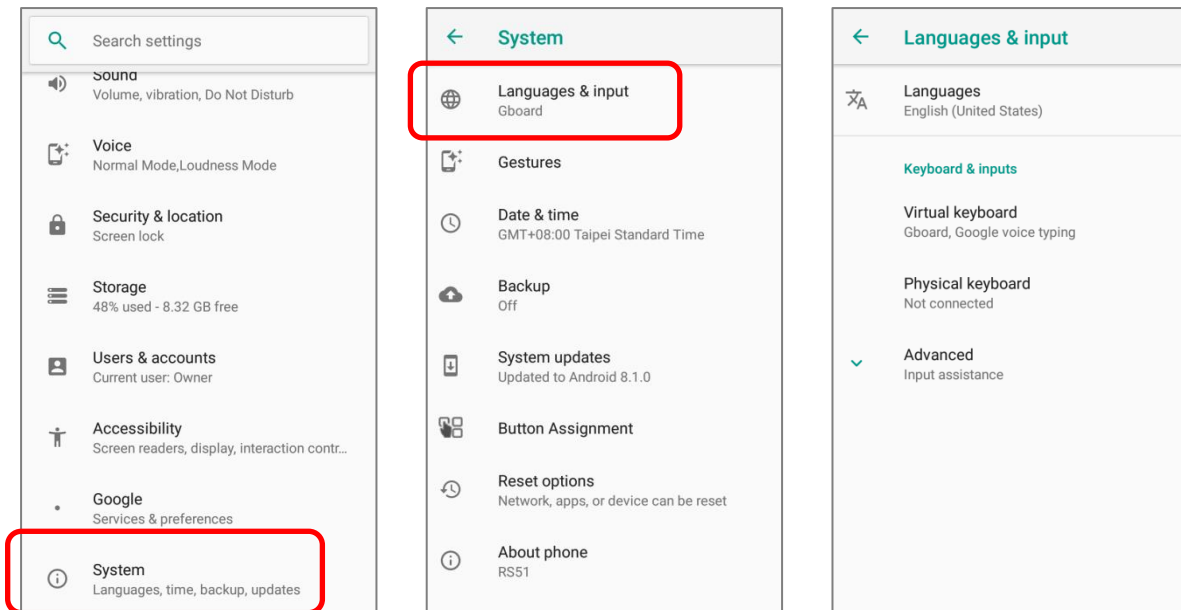 Search settings
Sound
Volume, vibration, Do Not Disturb
Voice
Normal Mode,Loudness Mode
Security & location
Screen lock
Storage
48% used - 8.32 GB free
Users & accounts
Current user: Owner
Accessibility
Screen readers, display, interaction contr...
Google
Services & preferences
System
Languages, time, backup, updates
System
Languages & input
Gboard
Gestures
Date & time
GMT+08:00 Taipei Standard Time
Backup
Off
System updates
Updated to Android 8.1.0
Button Assignment
Reset options
Network, apps, or device can be reset
About phone
RS51
Languages & input
Languages
English (United States)
Keyboard & inputs
Virtual keyboard
Gboard, Google voice typing
Physical keyboard
Not connected
Advanced
Input assistance